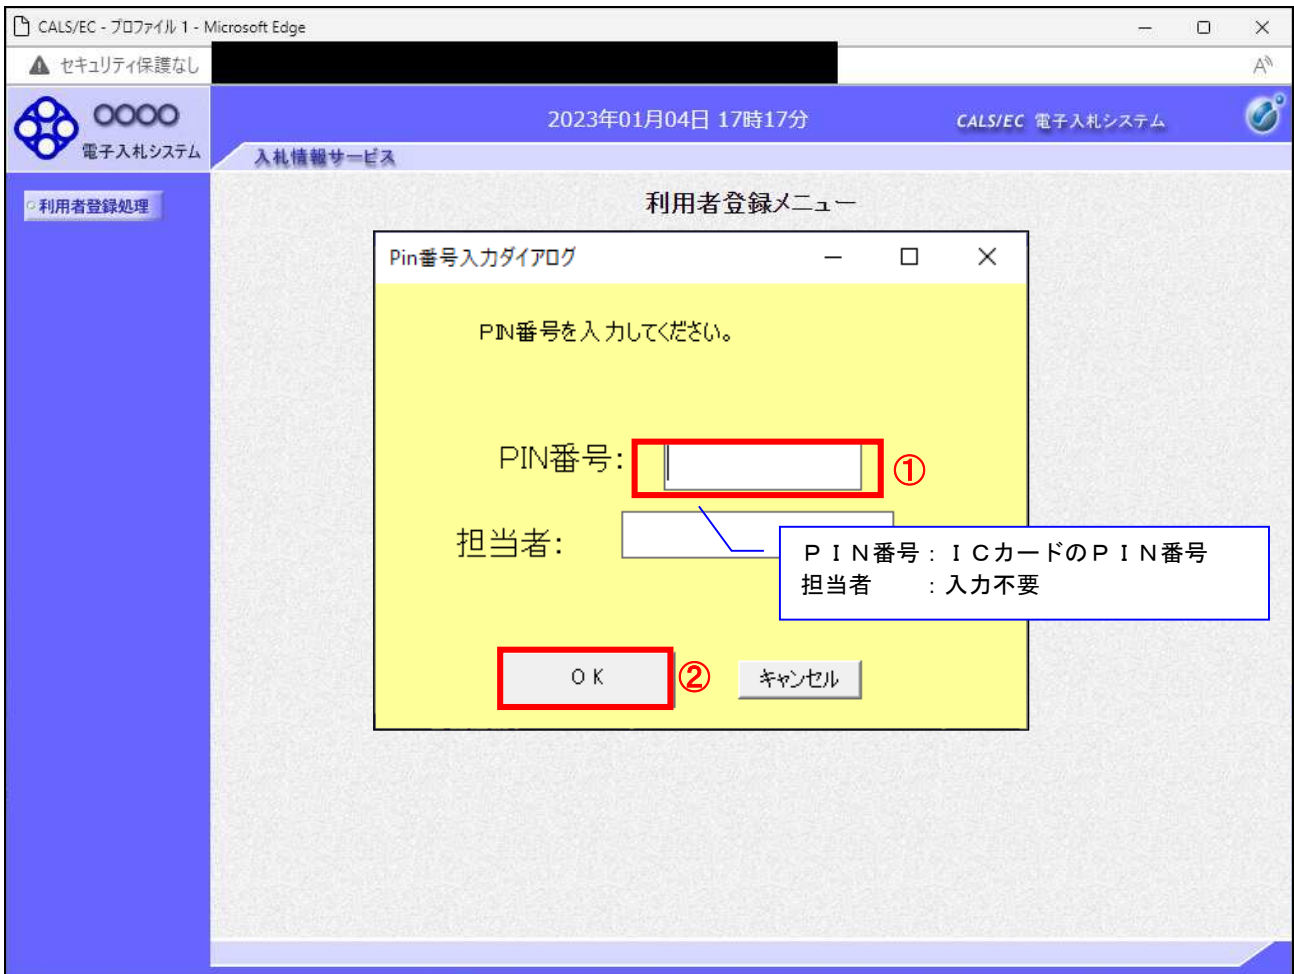 CALS/EC - プロファイル 1 - Microsoft Edge
セキュリティ保護なし
OOOO
電子入札システム
2023年01月04日 17時17分
CALS/EC 電子入札システム
入札情報サービス
利用者登録処理
利用者登録メニュー
Pin番号入力ダイアログ
PIN番号を入力してください。
PIN番号:
①
担当者:
ＰＩＮ番号：ＩＣカードのＰＩＮ番号
担当者　　：入力不要
ＯＫ
②
キャンセル